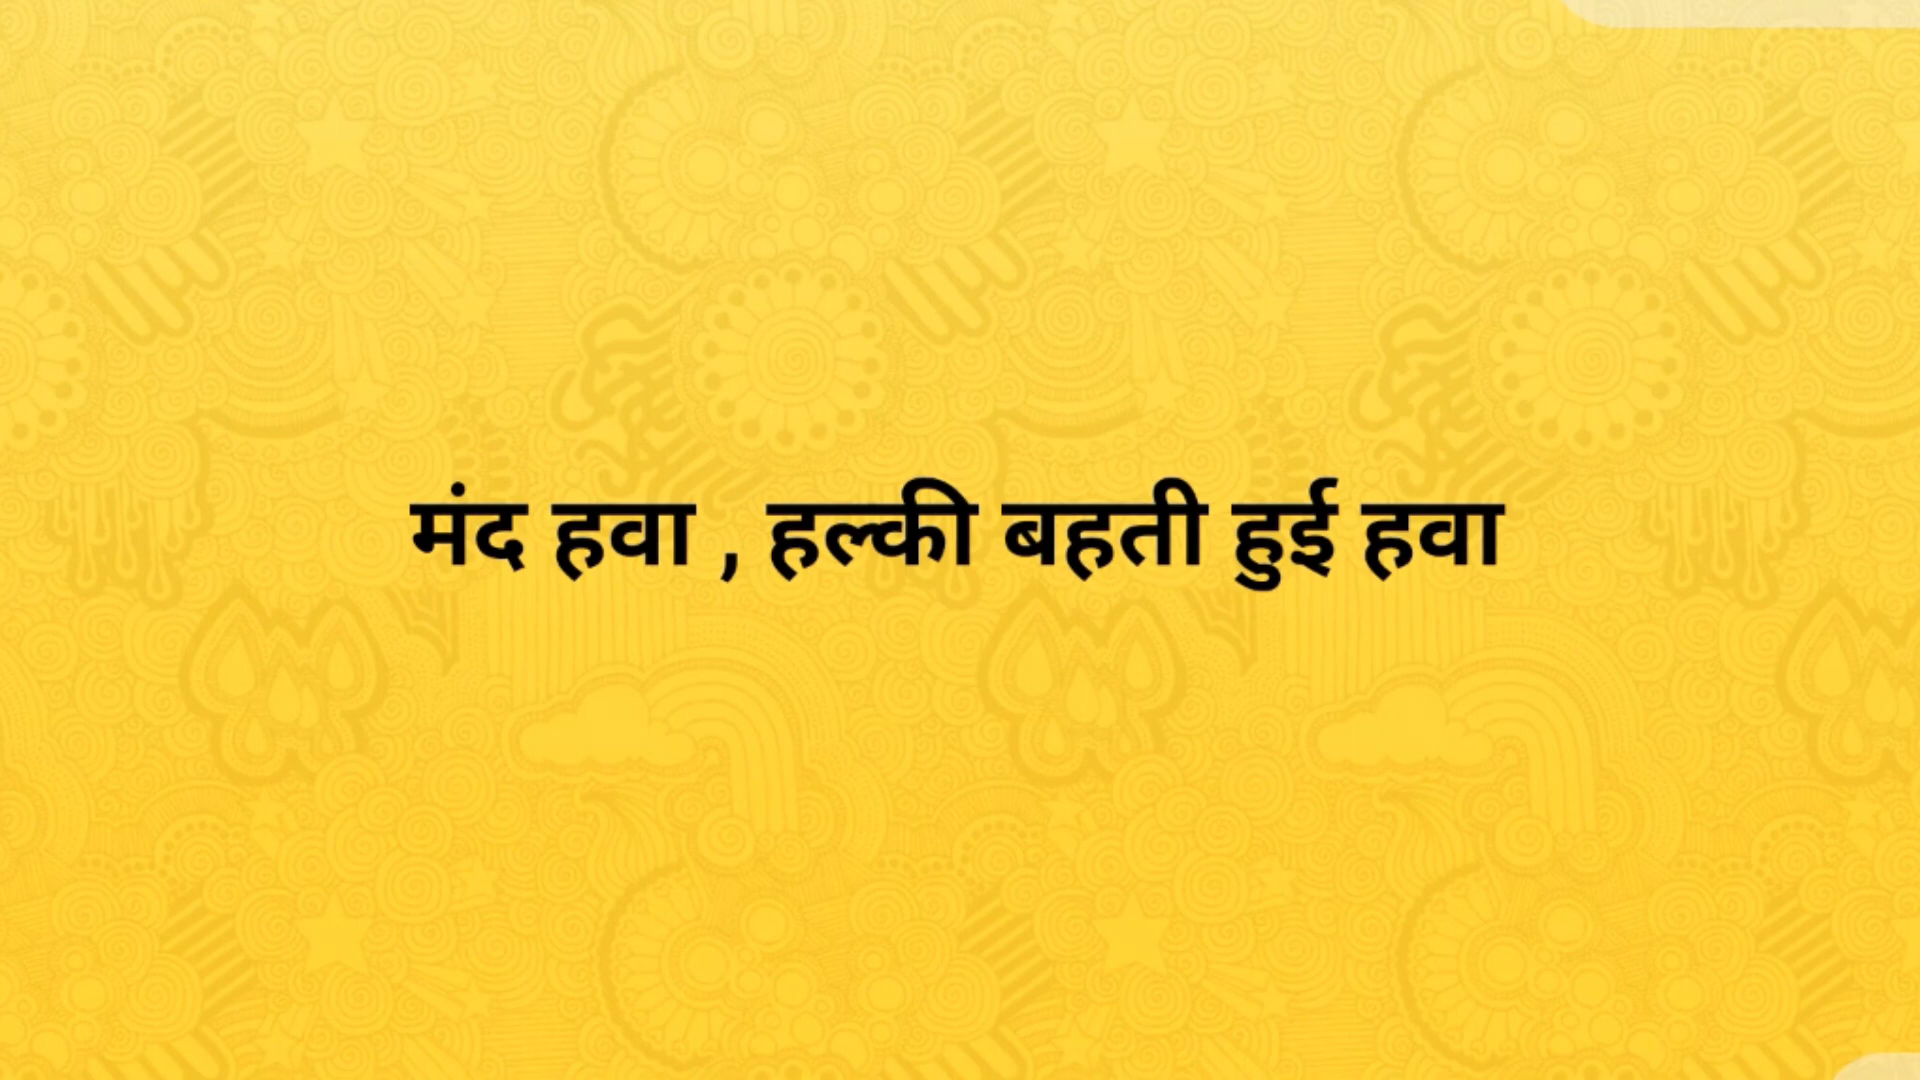 मंद हवा , हल्की बहती हुई हवा